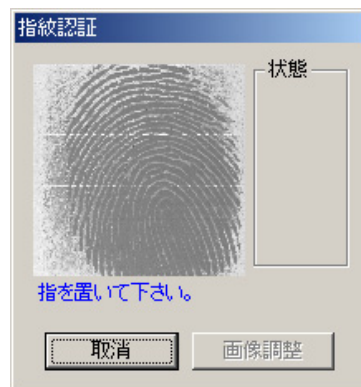 指紋認証
状態
指を置いて下さい。
取消
画像調整